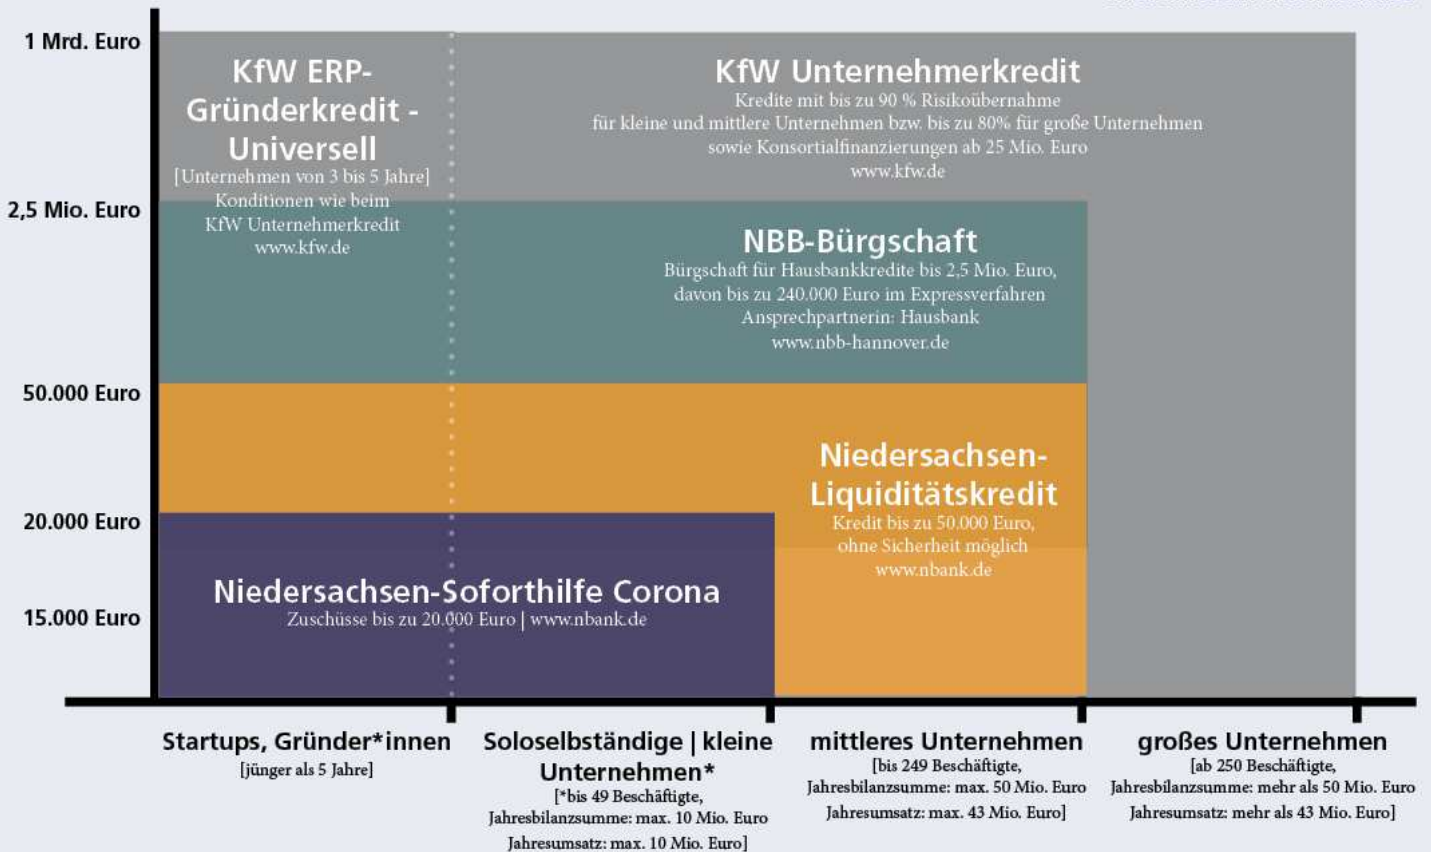 1 Mrd. Euro
2,5 Mio. Euro
50.000 Euro
20.000 Euro
15.000 Euro
KfW ERP-
Gründerkredit -
Universell
[Unternehmen von 3 bis 5 Jahre]
Konditionen wie beim
KfW Unternehmerkredit
www.kfw.de
KfW Unternehmerkredit
Kredite mit bis zu 90 % Risikoübernahme
für kleine und mittlere Unternehmen bzw. bis zu 80% für große Unternehmen
sowie Konsortialfinanzierungen ab 25 Mio. Euro
www.kfw.de
NBB-Bürgschaft
Bürgschaft für Hausbankkredite bis 2,5 Mio. Euro,
davon bis zu 240.000 Euro im Expressverfahren
Ansprechpartnerin: Hausbank
www.nbb-hannover.de
Niedersachsen-
Liquiditätskredit
Kredit bis zu 50.000 Euro,
ohne Sicherheit möglich
www.nbank.de
Niedersachsen-Soforthilfe Corona
Zuschüsse bis zu 20.000 Euro | www.nbank.de
Startups, Gründer*innen
[jünger als 5 Jahre]
Soloselbständige | kleine
Unternehmen*
[*bis 49 Beschäftigte,
Jahresbilanzsumme: max. 10 Mio. Euro
Jahresumsatz: max. 10 Mio. Euro]
mittleres Unternehmen
[bis 249 Beschäftigte,
Jahresbilanzsumme: max. 50 Mio. Euro
Jahresumsatz: max. 43 Mio. Euro]
großes Unternehmen
[ab 250 Beschäftigte,
Jahresbilanzsumme: mehr als 50 Mio. Euro
Jahresumsatz: mehr als 43 Mio. Euro]